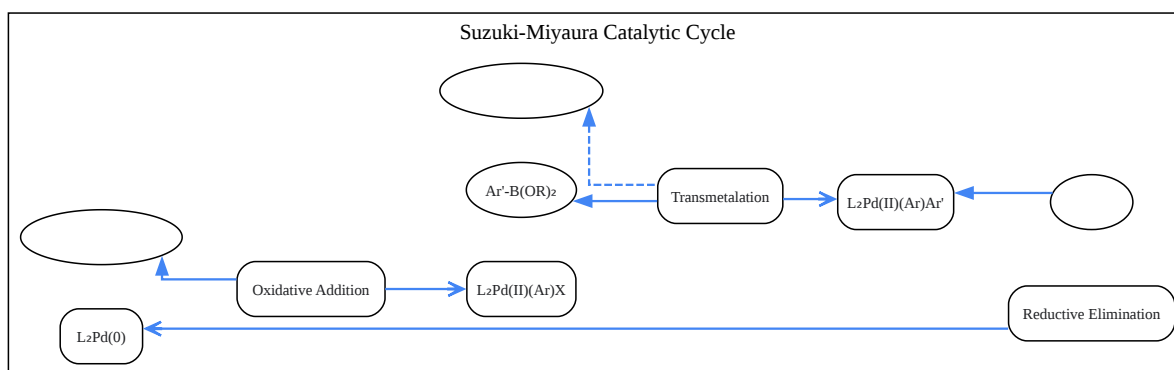 Suzuki-Miyaura Catalytic Cycle
Ar'-B(OR)₂
Transmetalation
L₂Pd(II)(Ar)Ar'
Oxidative Addition
L₂Pd(II)(Ar)X
L₂Pd(0)
Reductive Elimination